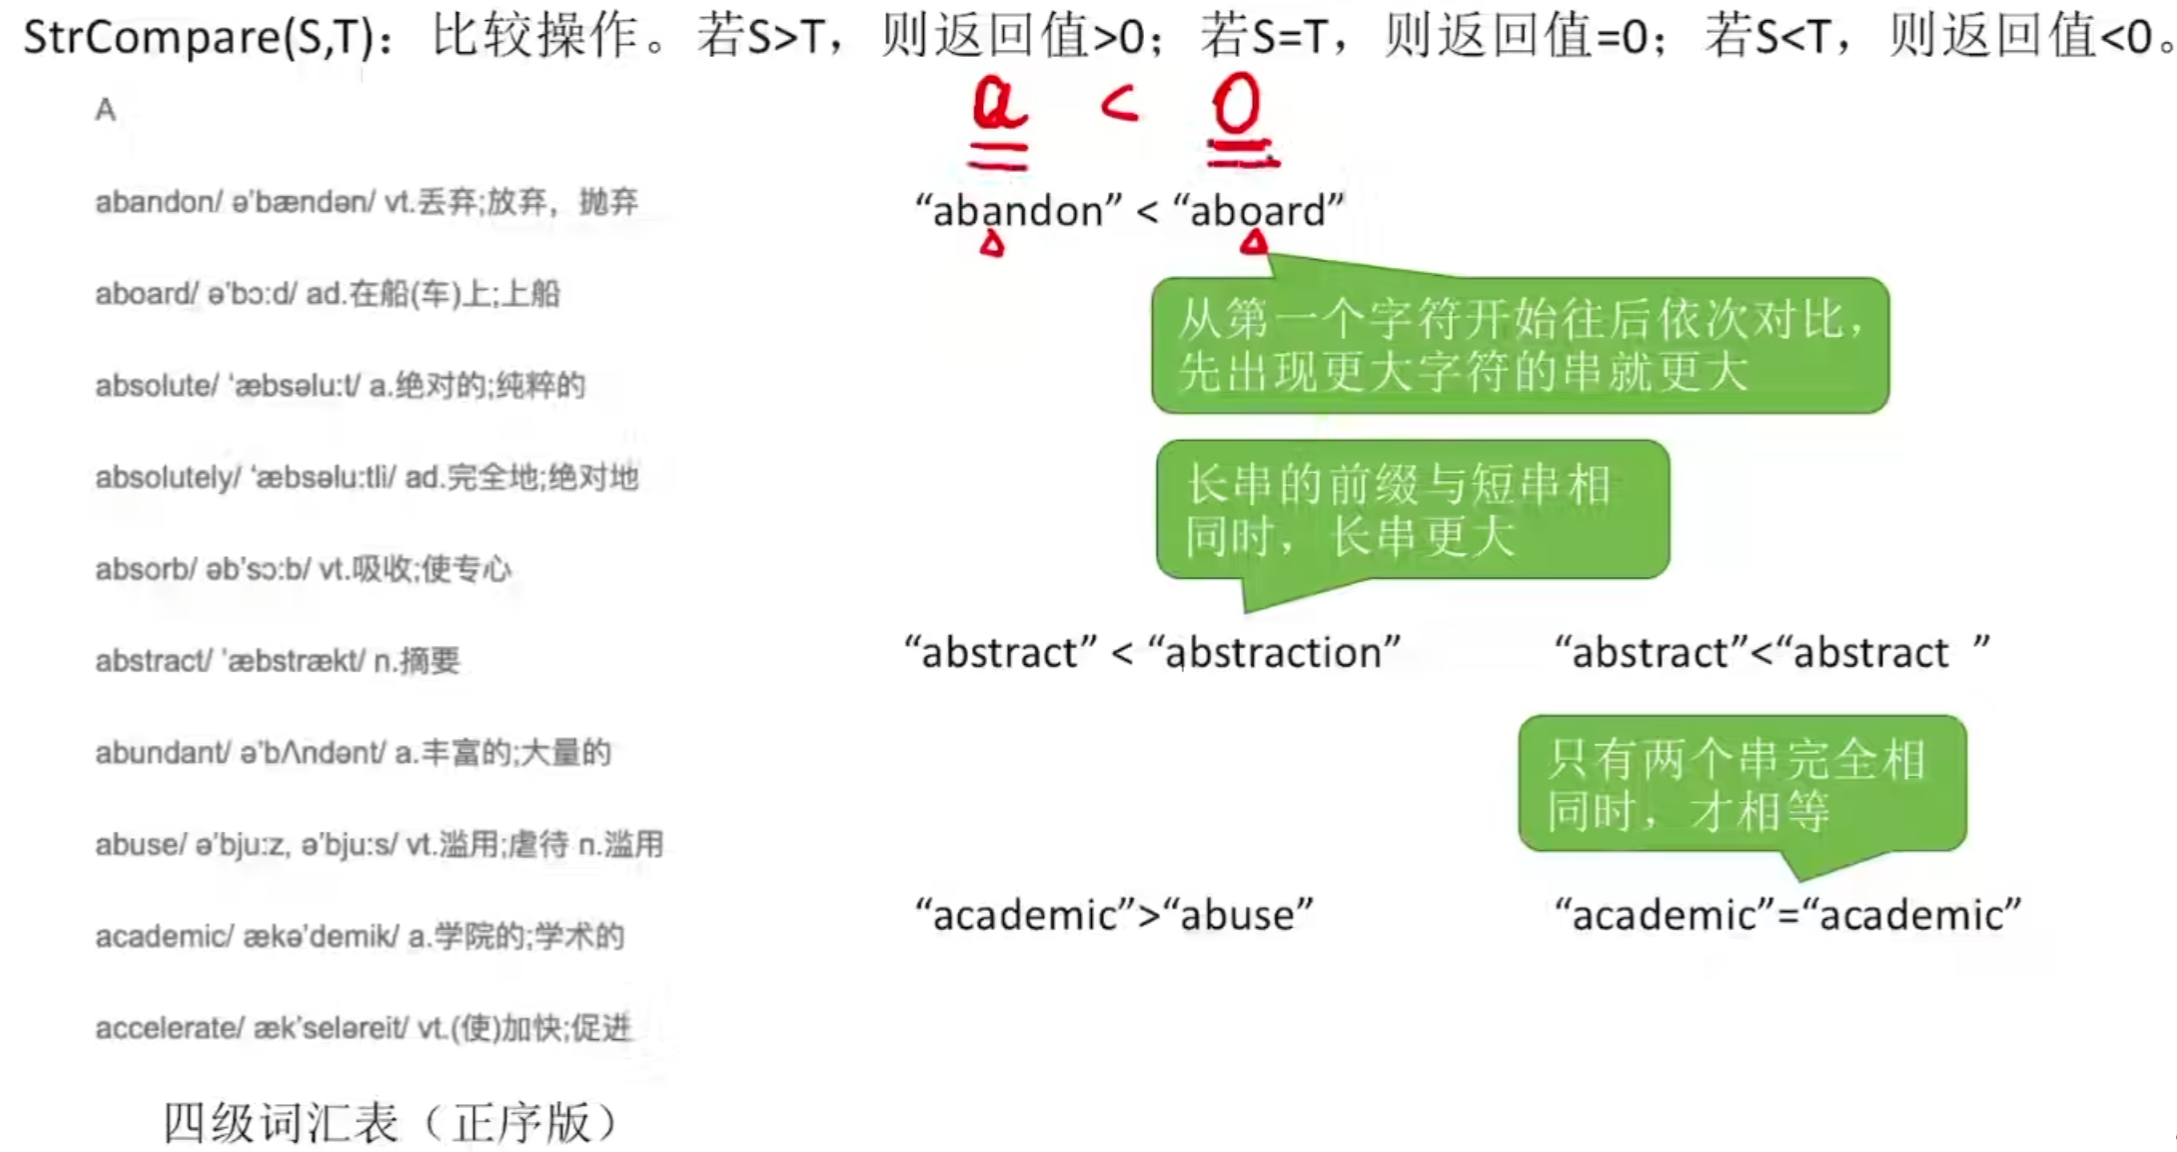 StrCompare(S,T)：比较操作。若S>T，则返回值>0；若S=T，则返回值=0；若S<T，则返回值<0。
a < o
A
abandon/ ə'bændən/ vt.丢弃;放弃，抛弃
“abandon” < “aboard”
aboard/ ə'bɔ:d/ ad.在船(车)上;上船
从第一个字符开始往后依次对比，
先出现更大字符的串就更大
absolute/ ‘æbsəlu:t/ a.绝对的;纯粹的
absolutely/ ‘æbsəlu:tli/ ad.完全地;绝对地
长串的前缀与短串相
同时，长串更大
absorb/ əb'sɔ:b/ vt.吸收;使专心
abstract/ 'æbstrækt/ n.摘要
“abstract” < “abstraction”
“abstract”<“abstract  ”
abundant/ ə'bΛndənt/ a.丰富的;大量的
只有两个串完全相
同时，才相等
abuse/ ə'bju:z, ə'bju:s/ vt.滥用;虐待 n.滥用
academic/ ækə'demik/ a.学院的;学术的
“academic”>“abuse”
“academic”=“academic”
accelerate/ æk'seləreit/ vt.(使)加快;促进
四级词汇表（正序版）